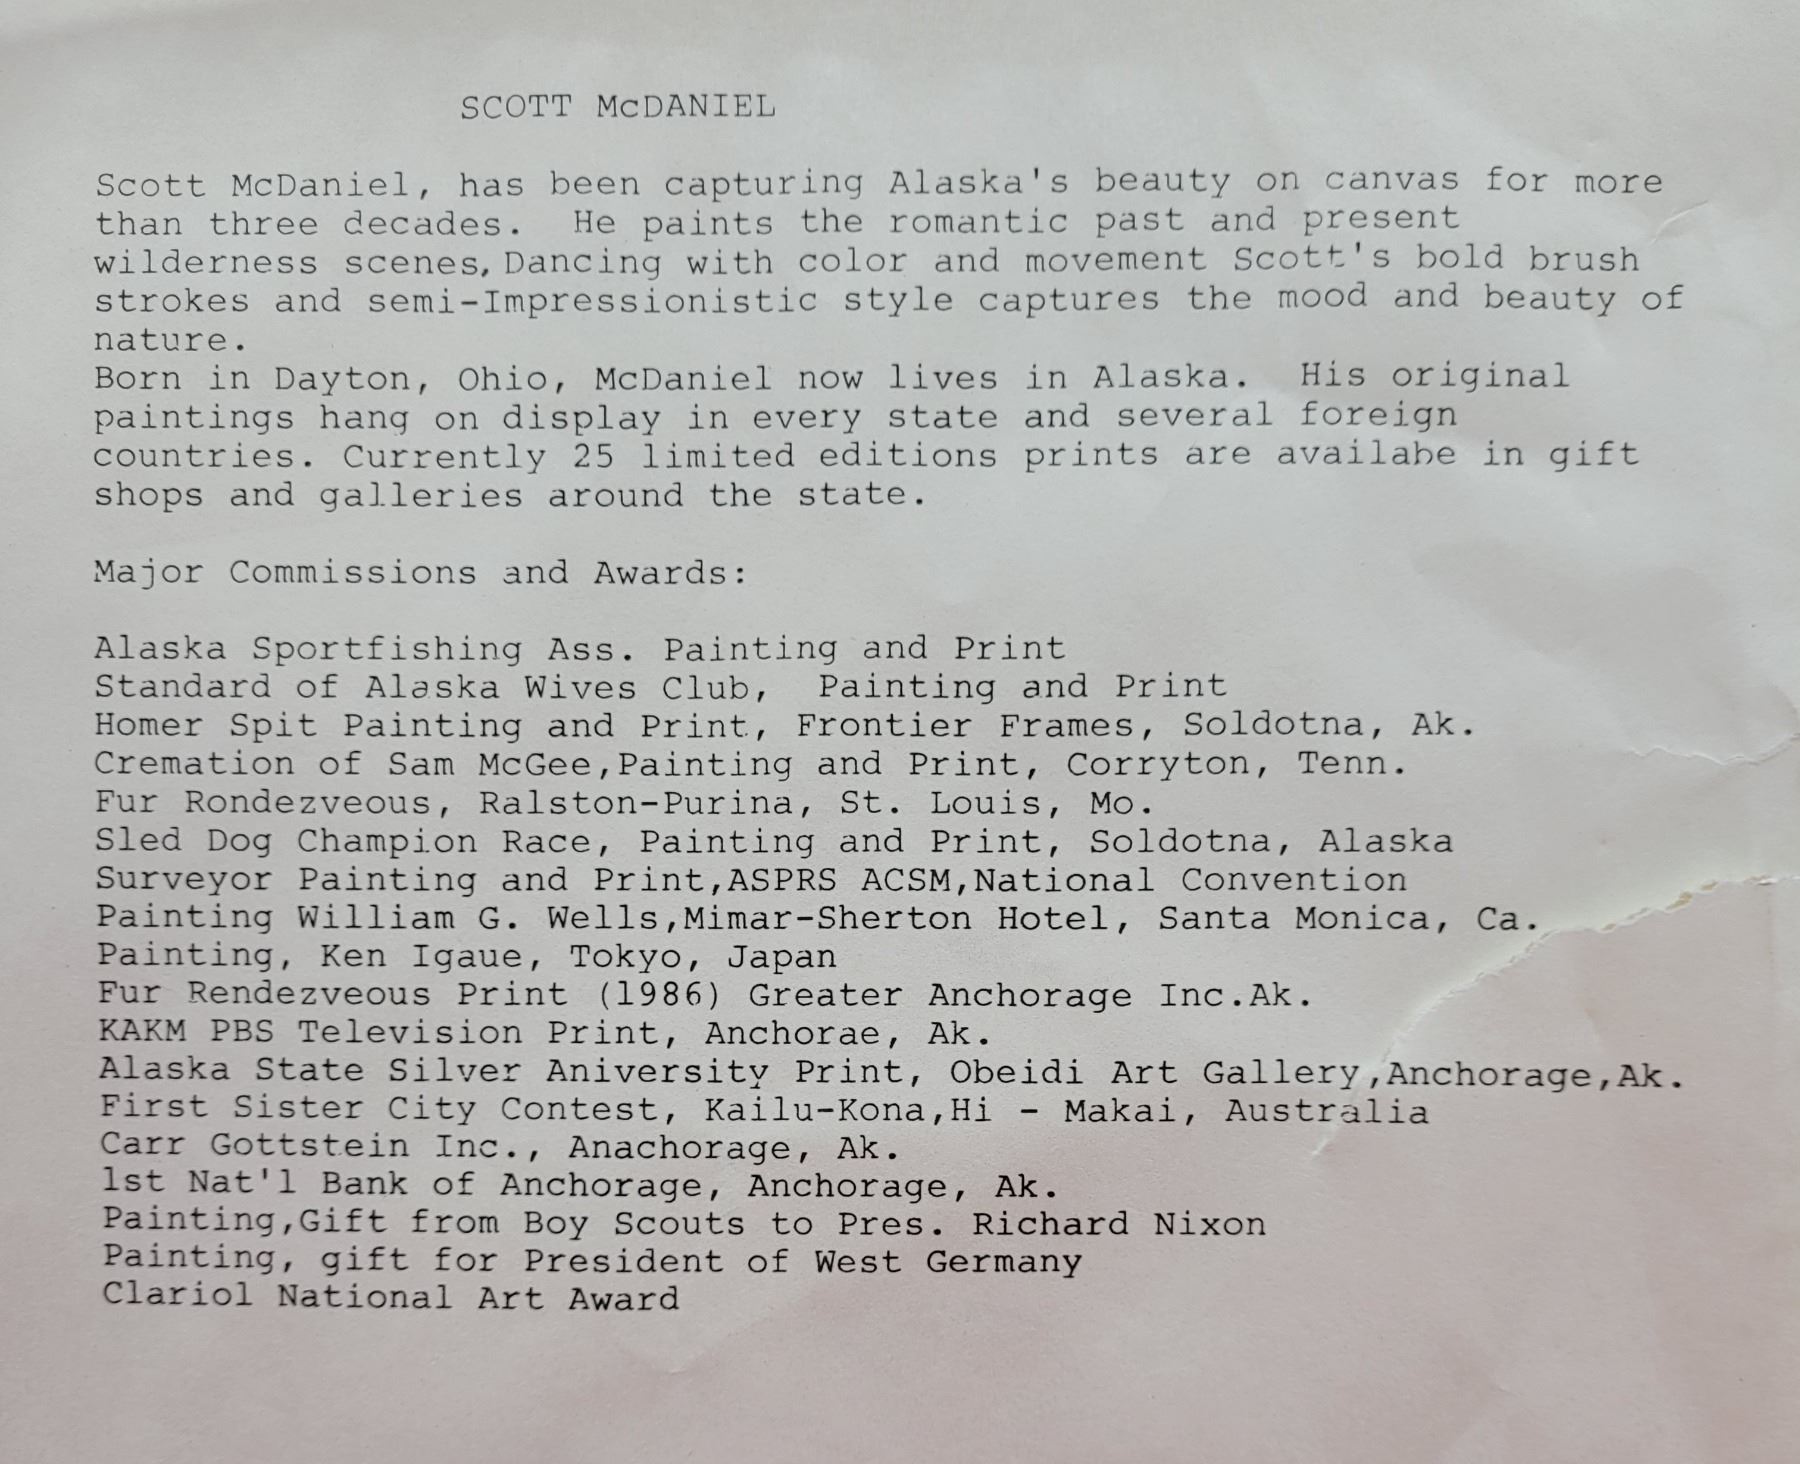 SCOTT McDANIEL
Scott McDaniel, has been capturing Alaska's beauty on canvas for more
than three decades. He paints the romantic past and present
wilderness scenes, Dancing with color and movement Scott's bold brush
strokes and semi-Impressionistic style captures the mood and beauty of
nature.
Born in Dayton, Ohio, McDaniel now lives in Alaska. His original
paintings hang on display in every state and several foreign
countries. Currently 25 limited editions prints are availabe in gift
shops and galleries around the state.
Major Commissions and Awards:
Alaska Sportfishing Ass. Painting and Print
Standard of Alaska Wives Club, Painting and Print
Homer Spit Painting and Print, Frontier Frames, Soldotna, Ak.
Cremation of Sam McGee,Painting and Print, Corryton, Tenn.
Fur Rondezveous, Ralston-Purina, St. Louis, Mo.
Sled Dog Champion Race, Painting and Print, Soldotna, Alaska
Surveyor Painting and Print,ASPRS ACSM,National Convention
Painting William G. Wells,Mimar-Sherton Hotel, Santa Monica, Ca.
Painting, Ken Igaue, Tokyo, Japan
Fur Rendezveous Print (1986) Greater Anchorage Inc.Ak.
KAKM PBS Television Print, Anchorae, Ak.
Alaska State Silver Aniversity Print, Obeidi Art Gallery,Anchorage,Ak.
First Sister City Contest, Kailu-Kona,Hi - Makai, Australia
Carr Gottstein Inc., Anachorage, Ak.
1st Nat'l Bank of Anchorage, Anchorage, Ak.
Painting,Gift from Boy Scouts to Pres. Richard Nixon
Painting, gift for President of West Germany
Clariol National Art Award